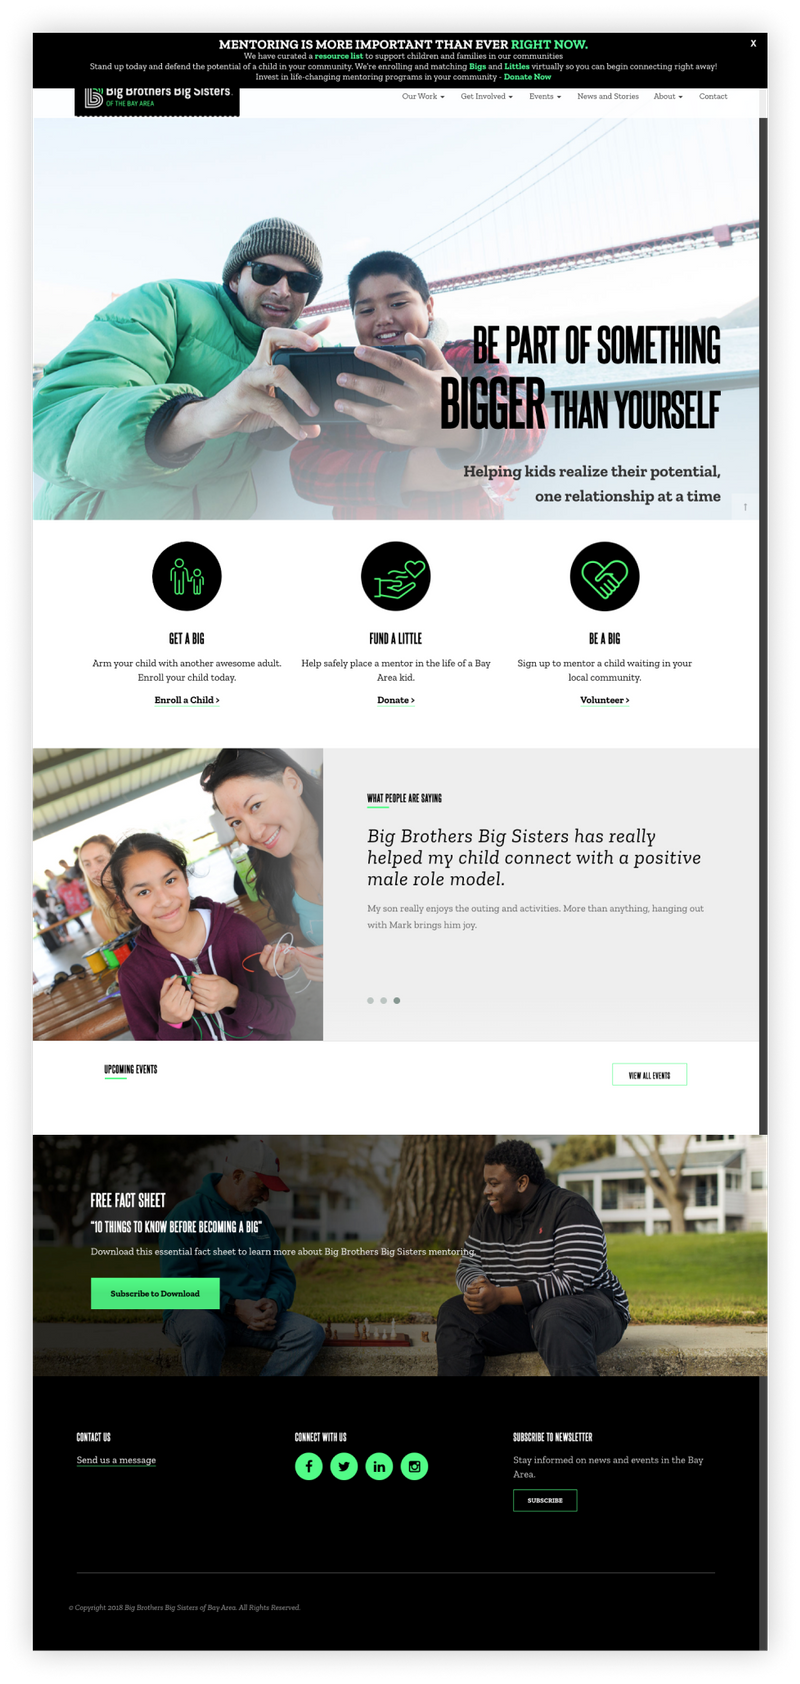 MENTORING IS MORE IMPORTANT THAN EVER RIGHT NOW.
X
We have curated a resource list to support children and families in our communities
Stand up today and defend the potential of a child in your community. We're enrolling and matching Bigs and Littles virtually so you can begin connecting right away!
Invest in life-changing mentoring programs in your community - Donate Now
Big Brothers Big Sisters.
OF THE BAY AREA
Our Work Get Involved Events News and Stories About Contact
BE PART OF SOMETHING
BIGGER THAN YOURSELF
Helping kids realize their potential,
one relationship at a time
GET A BIG
Arm your child with another awesome adult.
Enroll your child today.
Enroll a Child >
FUND A LITTLE
Help safely place a mentor in the life of a Bay
Area kid.
Donate >
BE A BIG
Sign up to mentor a child waiting in your
local community.
Volunteer >
WHAT PEOPLE ARE SAYING
Big Brothers Big Sisters has really
helped my child connect with a positive
male role model.
My son really enjoys the outing and activities. More than anything, hanging out
with Mark brings him joy.
UPCOMING EVENTS
VIEW ALL EVENTS
FREE FACT SHEET
"10 THINGS TO KNOW BEFORE BECOMING A BIG"
Download this essential fact sheet to learn more about Big Brothers Big Sisters mentoring.
Subscribe to Download
CONTACT US
Send us a message
CONNECT WITH US
SUBSCRIBE TO NEWSLETTER
Stay informed on news and events in the Bay
Area.
SUBSCRIBE
© Copyright 2018 Big Brothers Big Sisters of Bay Area. All Rights Reserved.